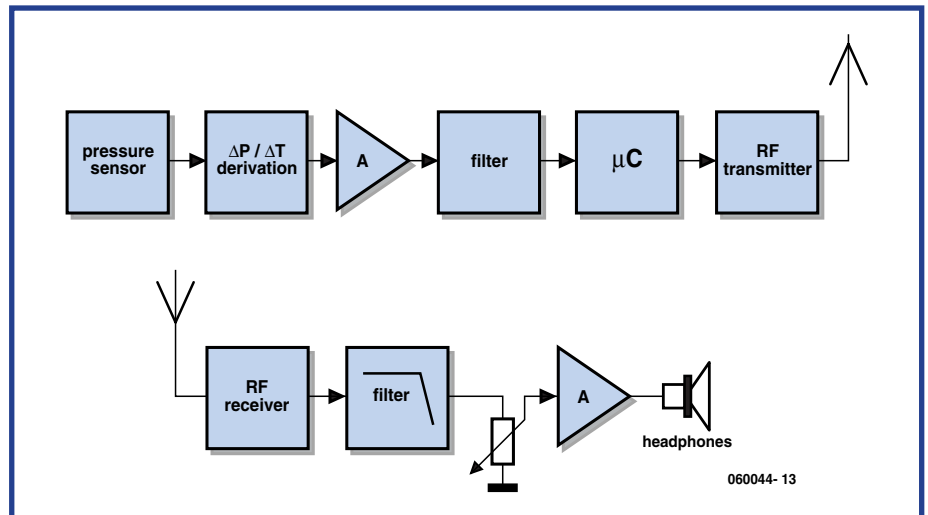 pressure
sensor
ΔP / ΔT
derivation
A
filter
μC
RF
transmitter
RF
receiver
filter
A
headphones
060044- 13